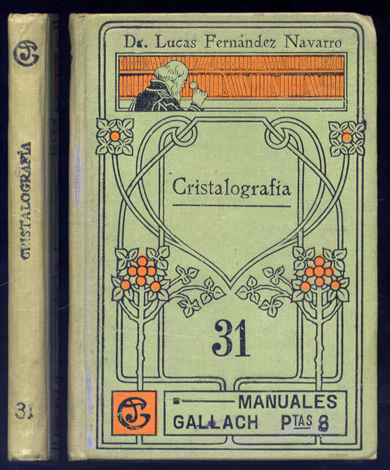 CRISTALOGRAFÍA
31
Dr. Lucas Fernández Navarro
Cristalografía
31
MANUALES
GALLACH PTAS 8